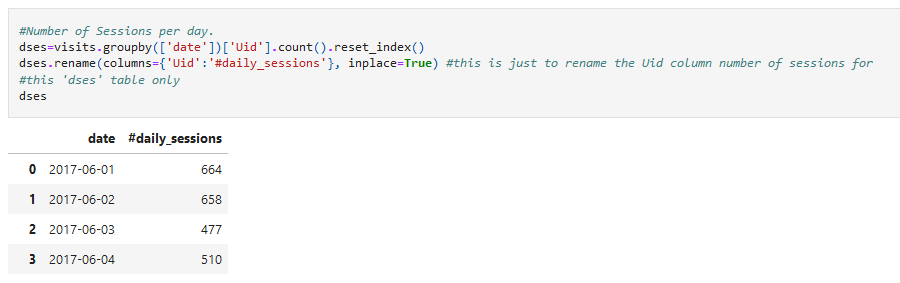 #Number of Sessions per day.
dses=visits.groupby(['date'])['Uid'].count().reset_index()
dses.rename(columns={'Uid':'#daily_sessions'}, inplace=True) #this is just to rename the Uid column number of sessions for
#this 'dses' table only
dses
date #daily_sessions
0 2017-06-01 664
1 2017-06-02 658
2 2017-06-03 477
3 2017-06-04 510